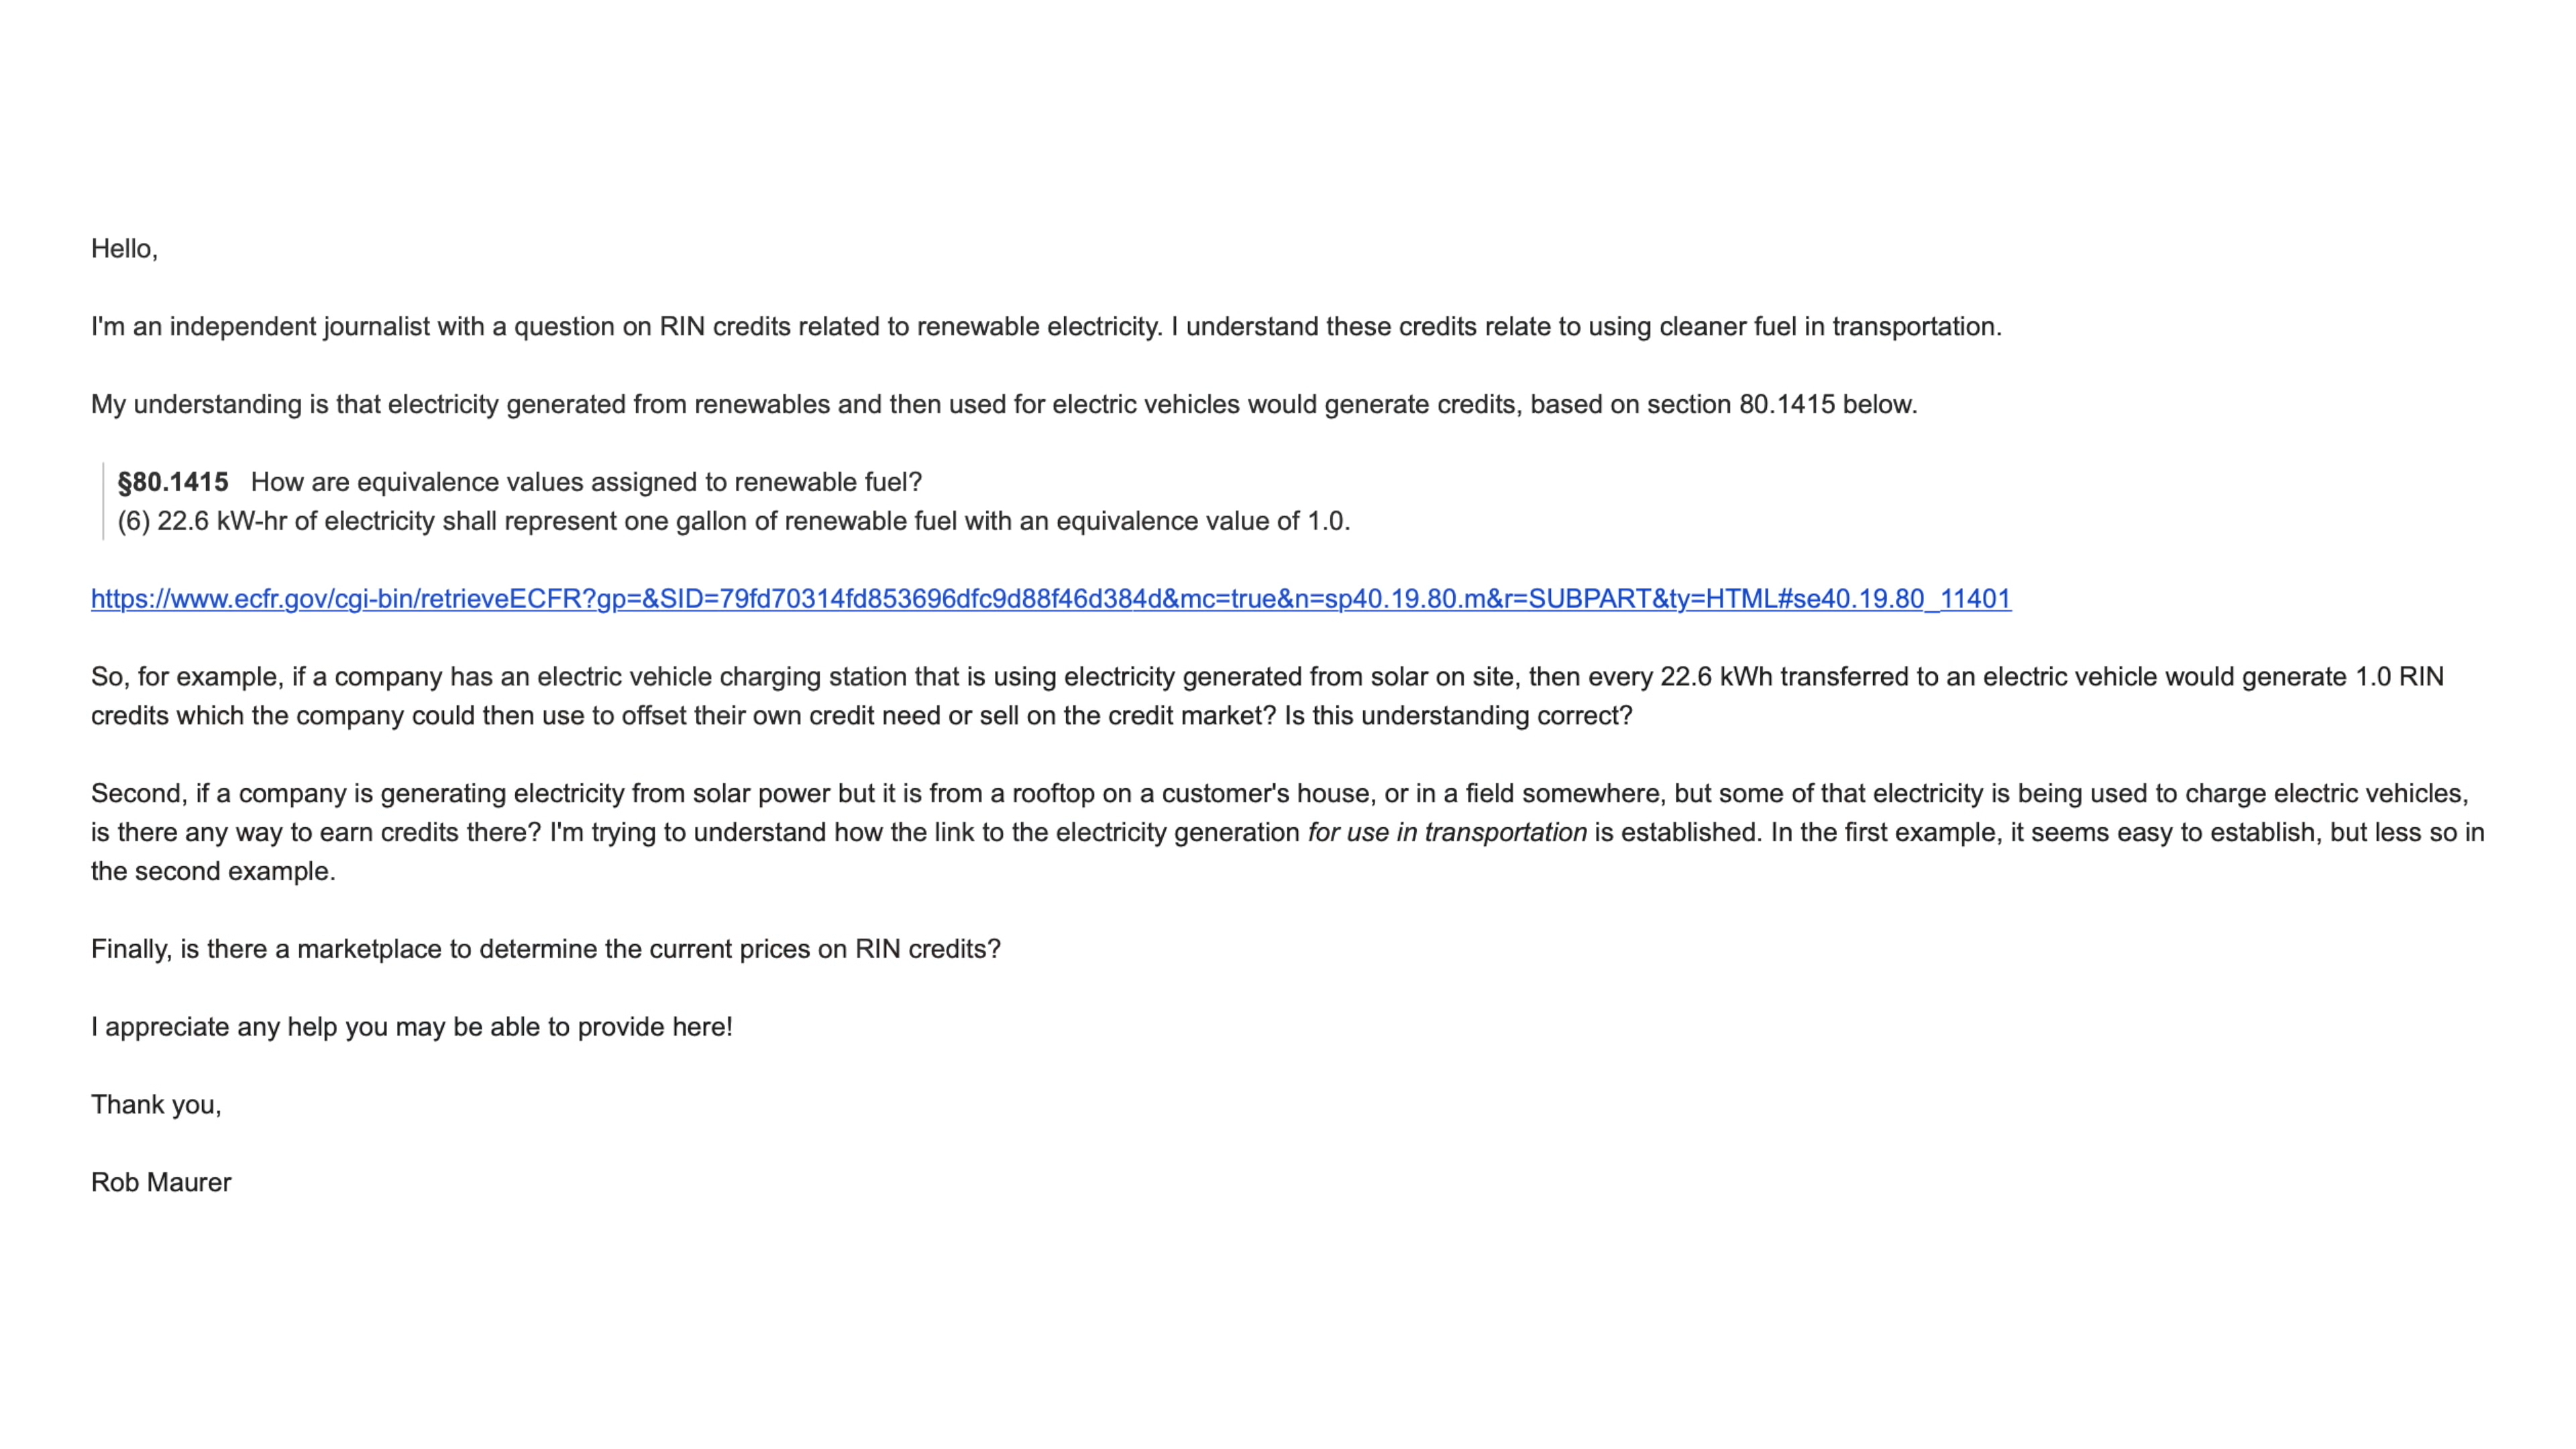 Hello,
I'm an independent journalist with a question on RIN credits related to renewable electricity. I understand these credits relate to using cleaner fuel in transportation.
My understanding is that electricity generated from renewables and then used for electric vehicles would generate credits, based on section 80.1415 below.
§80.1415 How are equivalence values assigned to renewable fuel?
(6) 22.6 kW-hr of electricity shall represent one gallon of renewable fuel with an equivalence value of 1.0.
https://www.ecfr.gov/cgi-bin/retrieveECFR?gp=&SID=79fd70314fd853696dfc9d88f46d384d&mc=true&n=sp40.19.80.m&r=SUBPART&ty=HTML#se40.19.80_11401
So, for example, if a company has an electric vehicle charging station that is using electricity generated from solar on site, then every 22.6 kWh transferred to an electric vehicle would generate 1.0 RIN
credits which the company could then use to offset their own credit need or sell on the credit market? Is this understanding correct?
Second, if a company is generating electricity from solar power but it is from a rooftop on a customer's house, or in a field somewhere, but some of that electricity is being used to charge electric vehicles,
is there any way to earn credits there? I'm trying to understand how the link to the electricity generation for use in transportation is established. In the first example, it seems easy to establish, but less so in
the second example.
Finally, is there a marketplace to determine the current prices on RIN credits?
I appreciate any help you may be able to provide here!
Thank you,
Rob Maurer